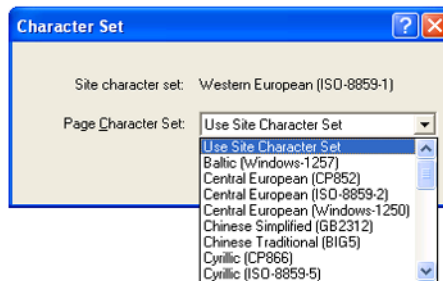 Character Set
Site character set: Western European (ISO-8859-1)
Page Character Set: Use Site Character Set
Use Site Character Set
Baltic (Windows-1257)
Central European (CP852)
Central European (ISO-8859-2)
Central European (Windows-1250)
Chinese Simplified (GB2312)
Chinese Traditional (BIG5)
Cyrillic (CP866)
Cyrillic (ISO-8859-5)